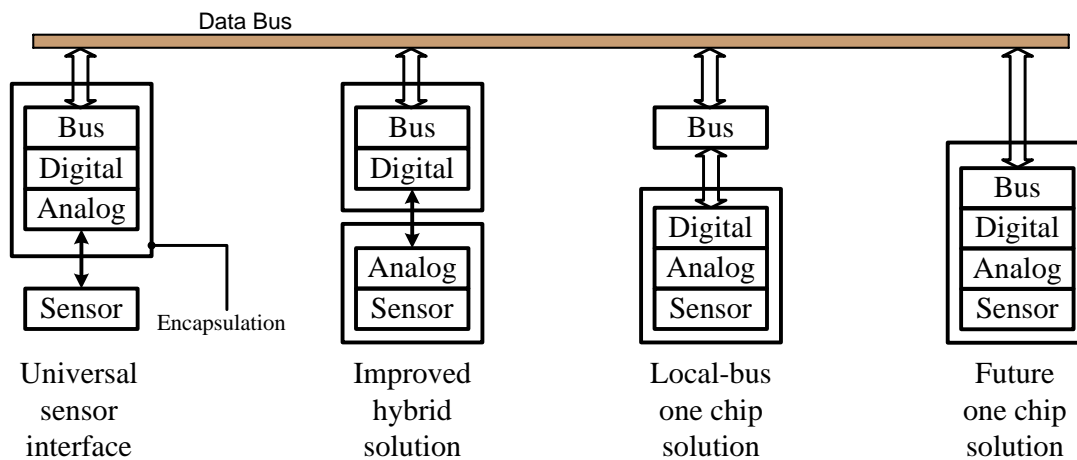 Data Bus
Bus
Digital
Analog
Sensor
Encapsulation
Universal
sensor
interface
Bus
Digital
Analog
Sensor
Improved
hybrid
solution
Bus
Digital
Analog
Sensor
Local-bus
one chip
solution
Bus
Digital
Analog
Sensor
Future
one chip
solution